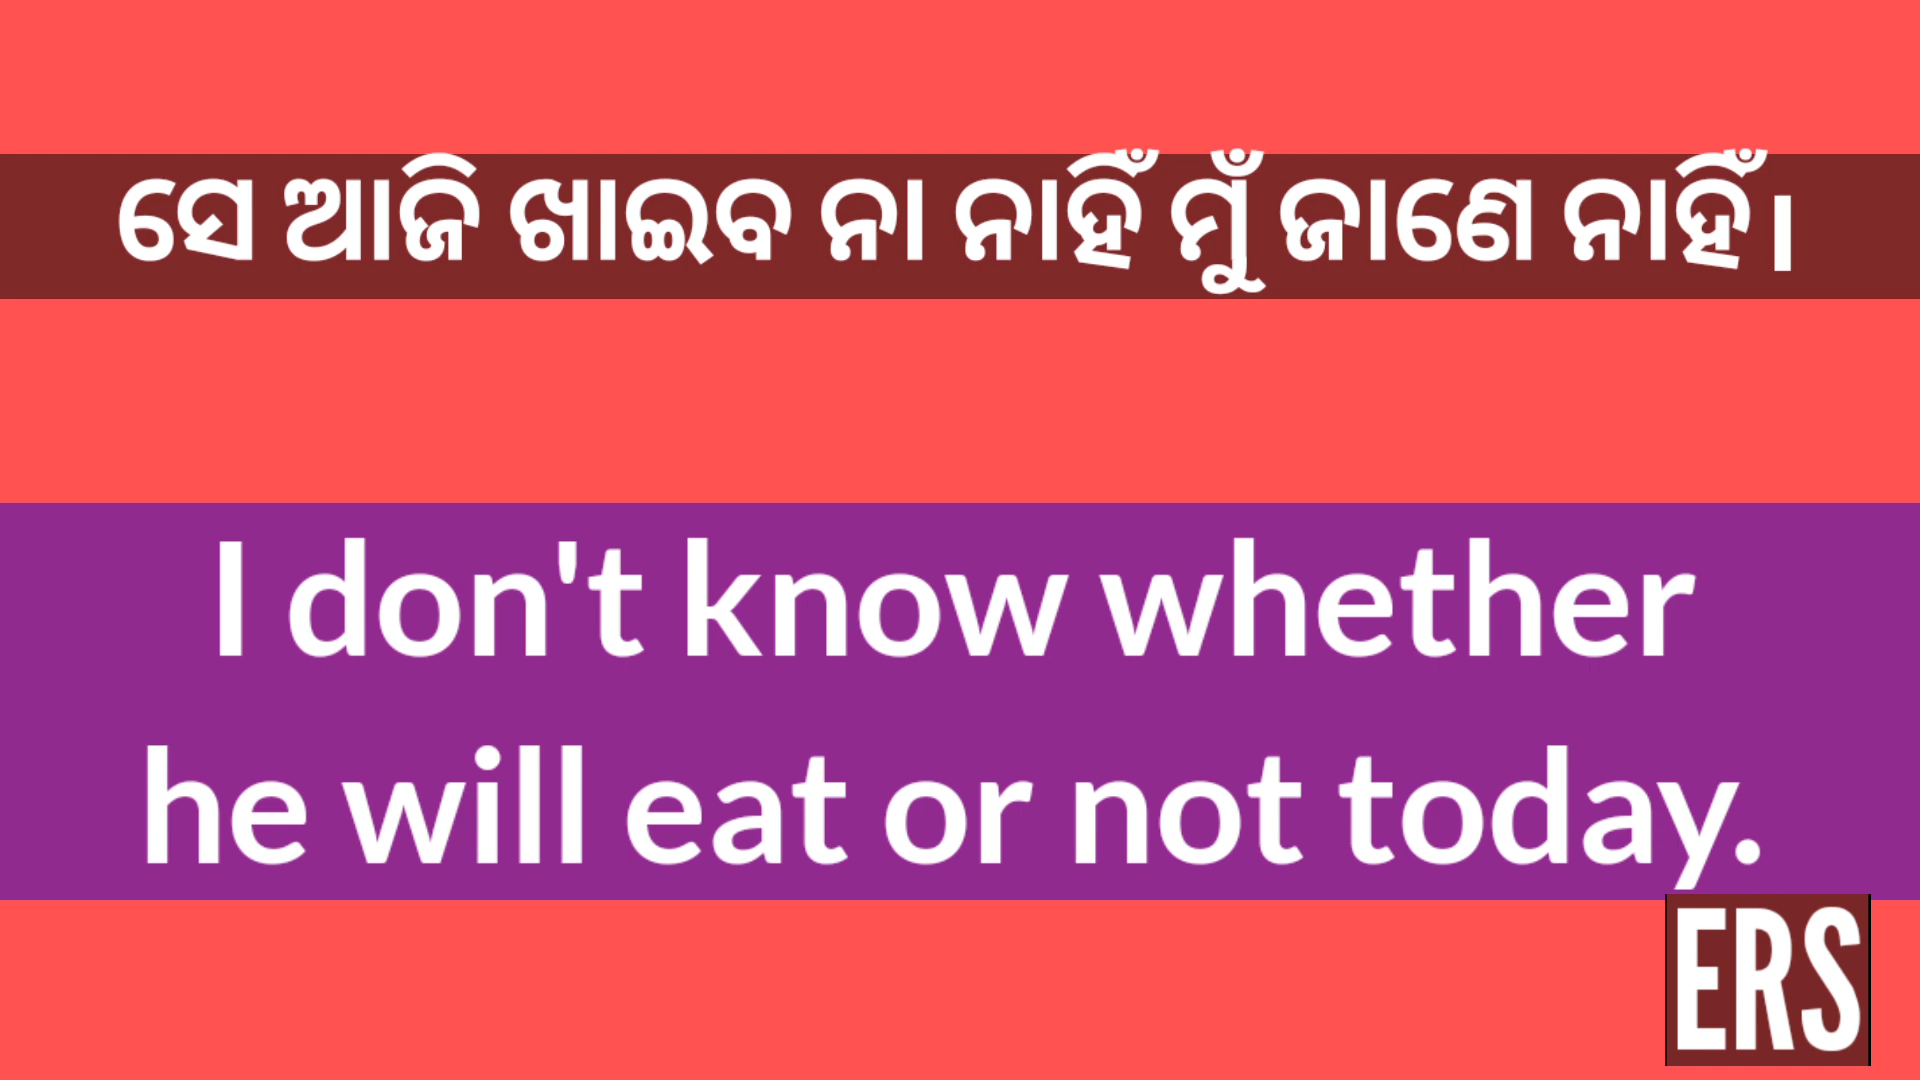 ସେ ଆଜି ଖାଇବ ନା ନାହିଁ ମୁଁ ଜାଣେ ନାହିଁ।
I don't know whether
he will eat or not today.
ERS